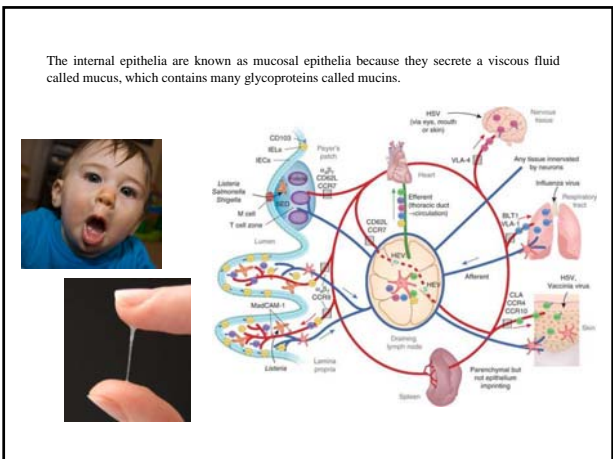 The internal epithelia are known as mucosal epithelia because they secrete a viscous fluid
called mucus, which contains many glycoproteins called mucins.
HSV
(via eye, mouth
or skin)
Nervous
tissue
CD103
IELs
IECs
Peyer's
patch
α4β7
CD62L
CCR7
VLA-4
Heart
Any tissue innervated
by neurons
Listeria
Salmonella
Shigella
SED
M cell
T cell zone
Efferent
(thoracic duct
→circulation)
Influenza virus
Respiratory
tract
BLT1
VLA-1
Lumen
CD62L
CCR7
HEV
HEV
Afferent
HSV,
Vaccinia virus
α4β7
CCR9
MadCAM-1
CLA
CCR4
CCR10
Skin
Listeria
Lamina
propria
Draining
lymph node
Spleen
Parenchymal but
not epithelium
imprinting